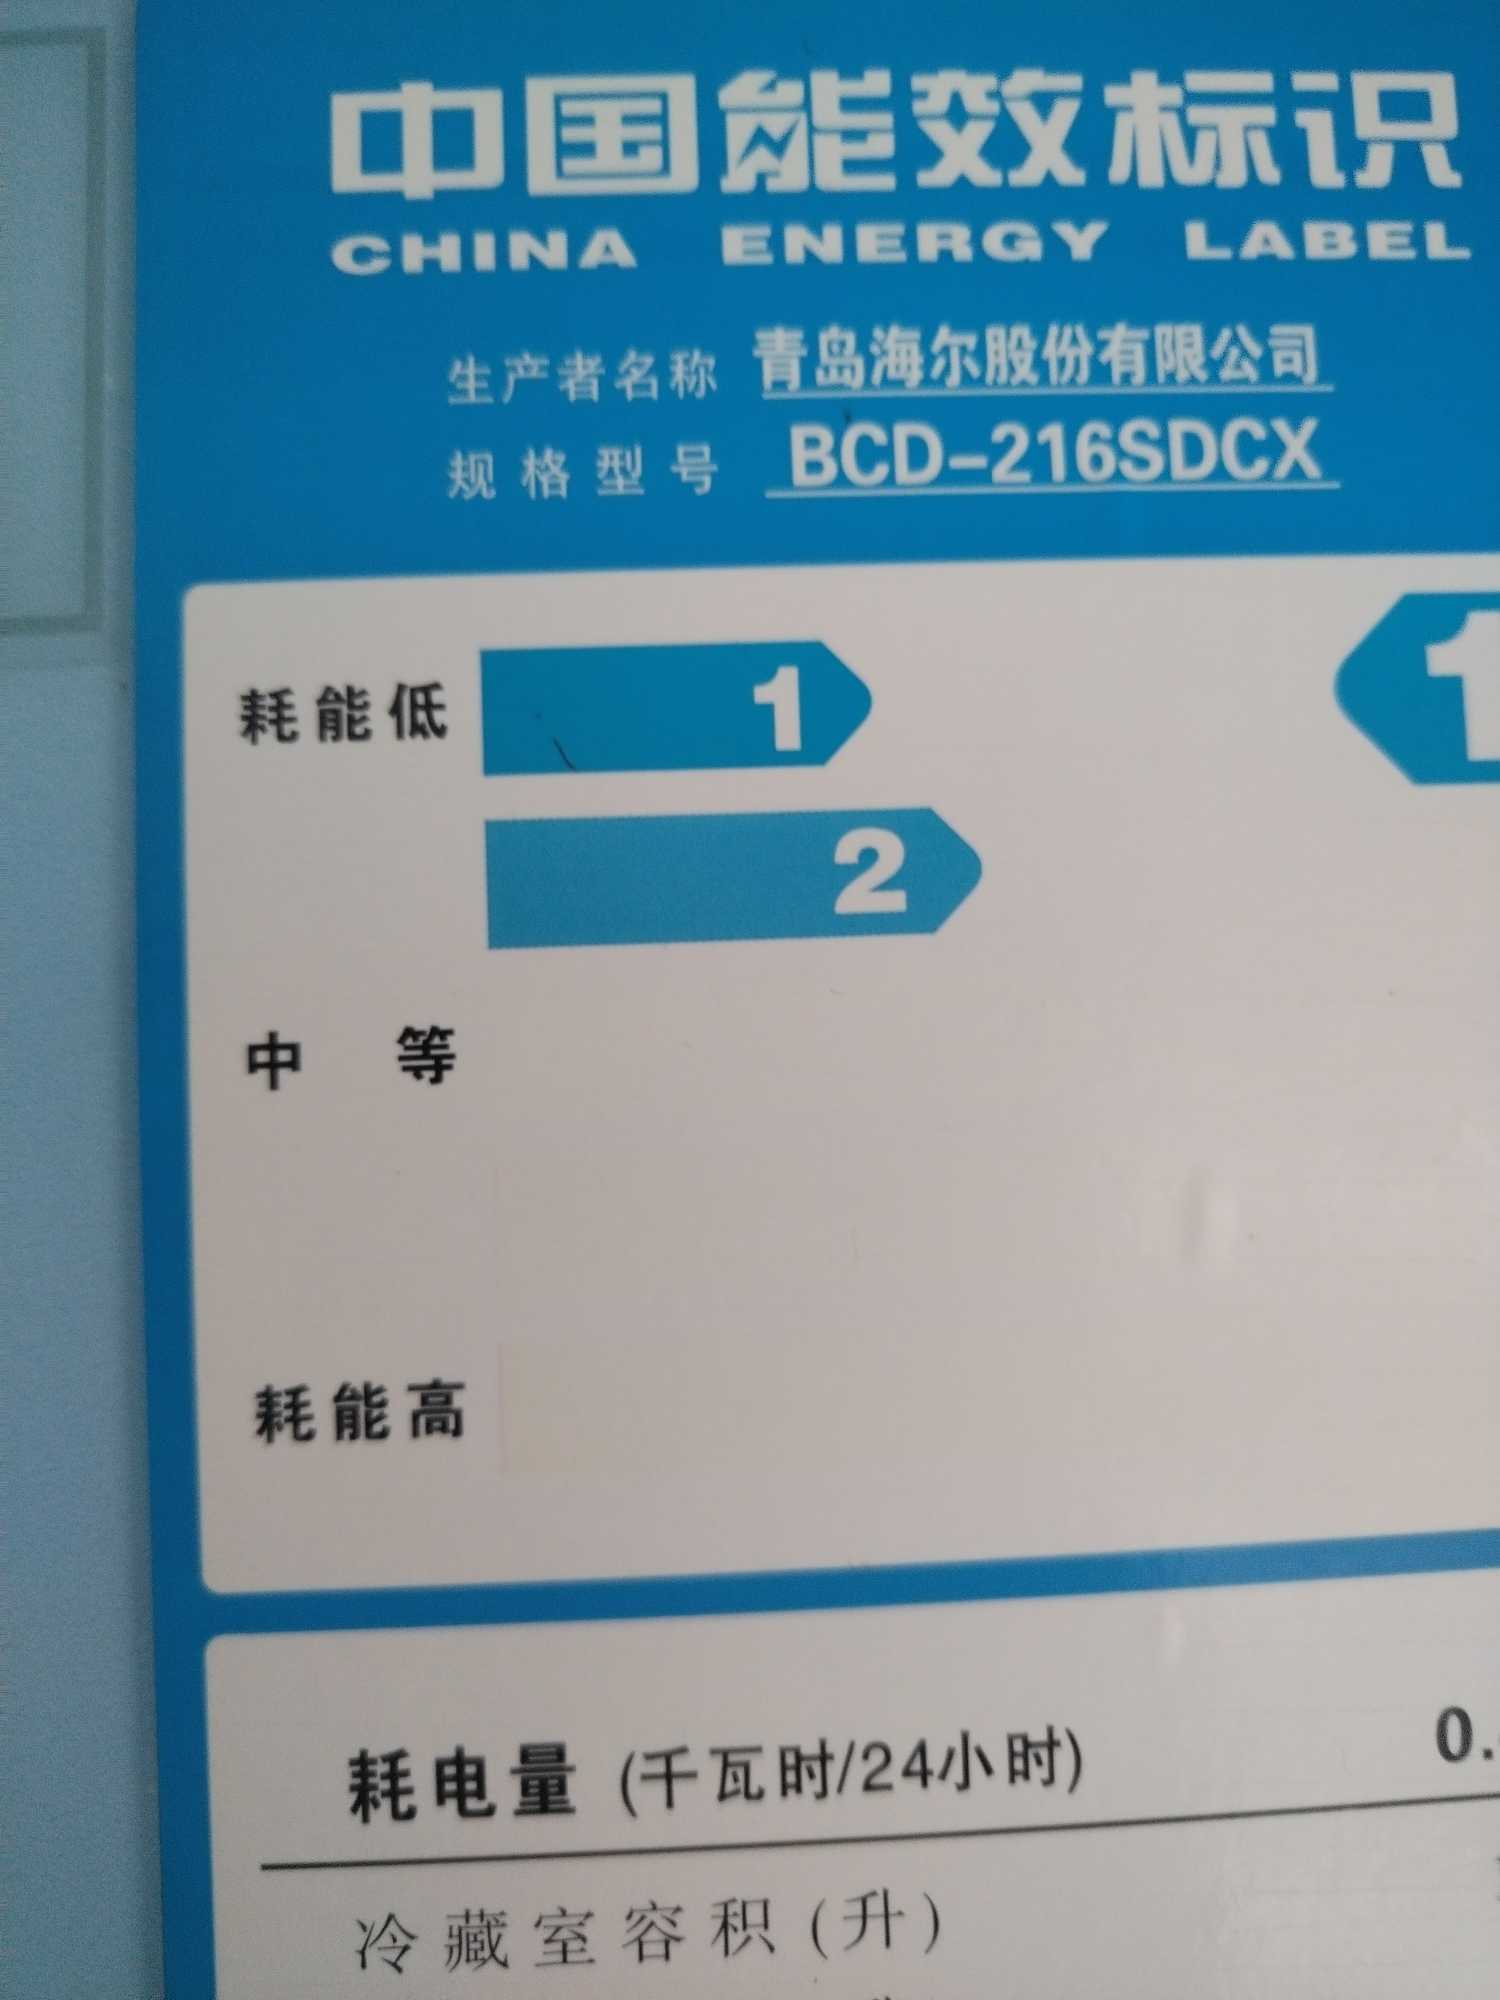 中国能效标识
CHINA ENERGY LABEL
生产者名称 青岛海尔股份有限公司
规格型号 BCD-216SDCX
耗能低 1 1
2
中 等
耗能高
耗电量 (千瓦时/24小时) 0.
冷藏室容积(升)